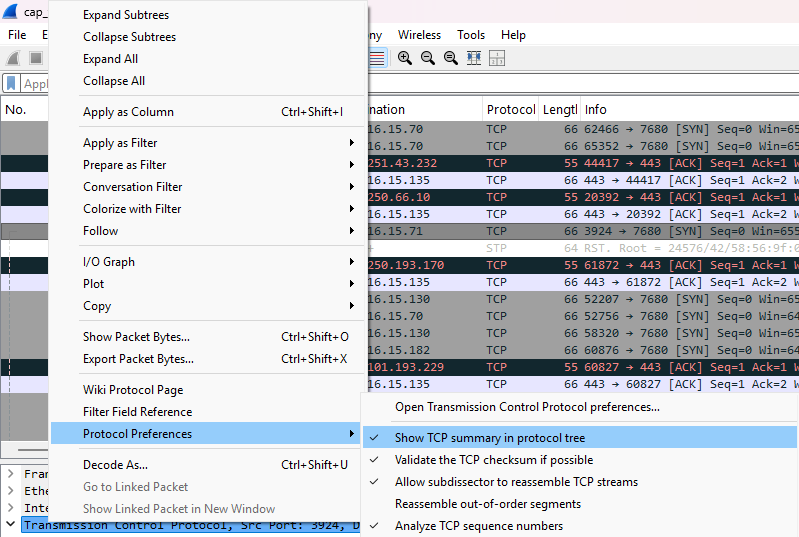 cap_
File E ony Wireless Tools Help
Appl
No. nation Protocol Lengtl Info
16.15.70 TCP 66 62466 → 7680 [SYN] Seq=0 Win=65
16.15.70 TCP 66 65352 → 7680 [SYN] Seq=0 Win=65
251.43.232 TCP 55 44417 → 443 [ACK] Seq=1 Ack=1 W
16.15.135 TCP 66 443 → 44417 [ACK] Seq=1 Ack=2 W
250.66.10 TCP 55 20392 → 443 [ACK] Seq=1 Ack=1 W
16.15.135 TCP 66 443 → 20392 [ACK] Seq=1 Ack=2 W
16.15.71 TCP 66 3924 → 7680 [SYN] Seq=0 Win=655
STP 64 RST. Root = 24576/42/58:56:9f:0
250.193.170 TCP 55 61872 → 443 [ACK] Seq=1 Ack=1 W
16.15.135 TCP 66 443 → 61872 [ACK] Seq=1 Ack=2 W
16.15.130 TCP 66 52207 → 7680 [SYN] Seq=0 Win=65
16.15.70 TCP 66 52756 → 7680 [SYN] Seq=0 Win=64
16.15.130 TCP 66 58320 → 7680 [SYN] Seq=0 Win=65
16.15.182 TCP 66 60876 → 7680 [SYN] Seq=0 Win=64
101.193.229 TCP 55 60827 → 443 [ACK] Seq=1 Ack=1 W
16.15.135 TCP 66 443 → 60827 [ACK] Seq=1 Ack=2 W
Expand Subtrees
Collapse Subtrees
Expand All
Collapse All
Apply as Column Ctrl+Shift+I
Apply as Filter
Prepare as Filter
Conversation Filter
Colorize with Filter
Follow
I/O Graph
Plot
Copy
Show Packet Bytes... Ctrl+Shift+O
Export Packet Bytes... Ctrl+Shift+X
Wiki Protocol Page
Filter Field Reference
Protocol Preferences
Decode As... Ctrl+Shift+U
Go to Linked Packet
Show Linked Packet in New Window
Open Transmission Control Protocol preferences...
Show TCP summary in protocol tree
Validate the TCP checksum if possible
Allow subdissector to reassemble TCP streams
Reassemble out-of-order segments
Analyze TCP sequence numbers
Fran
Ethe
Inte
Transmission Control Protocol, Src Port: 3924, D